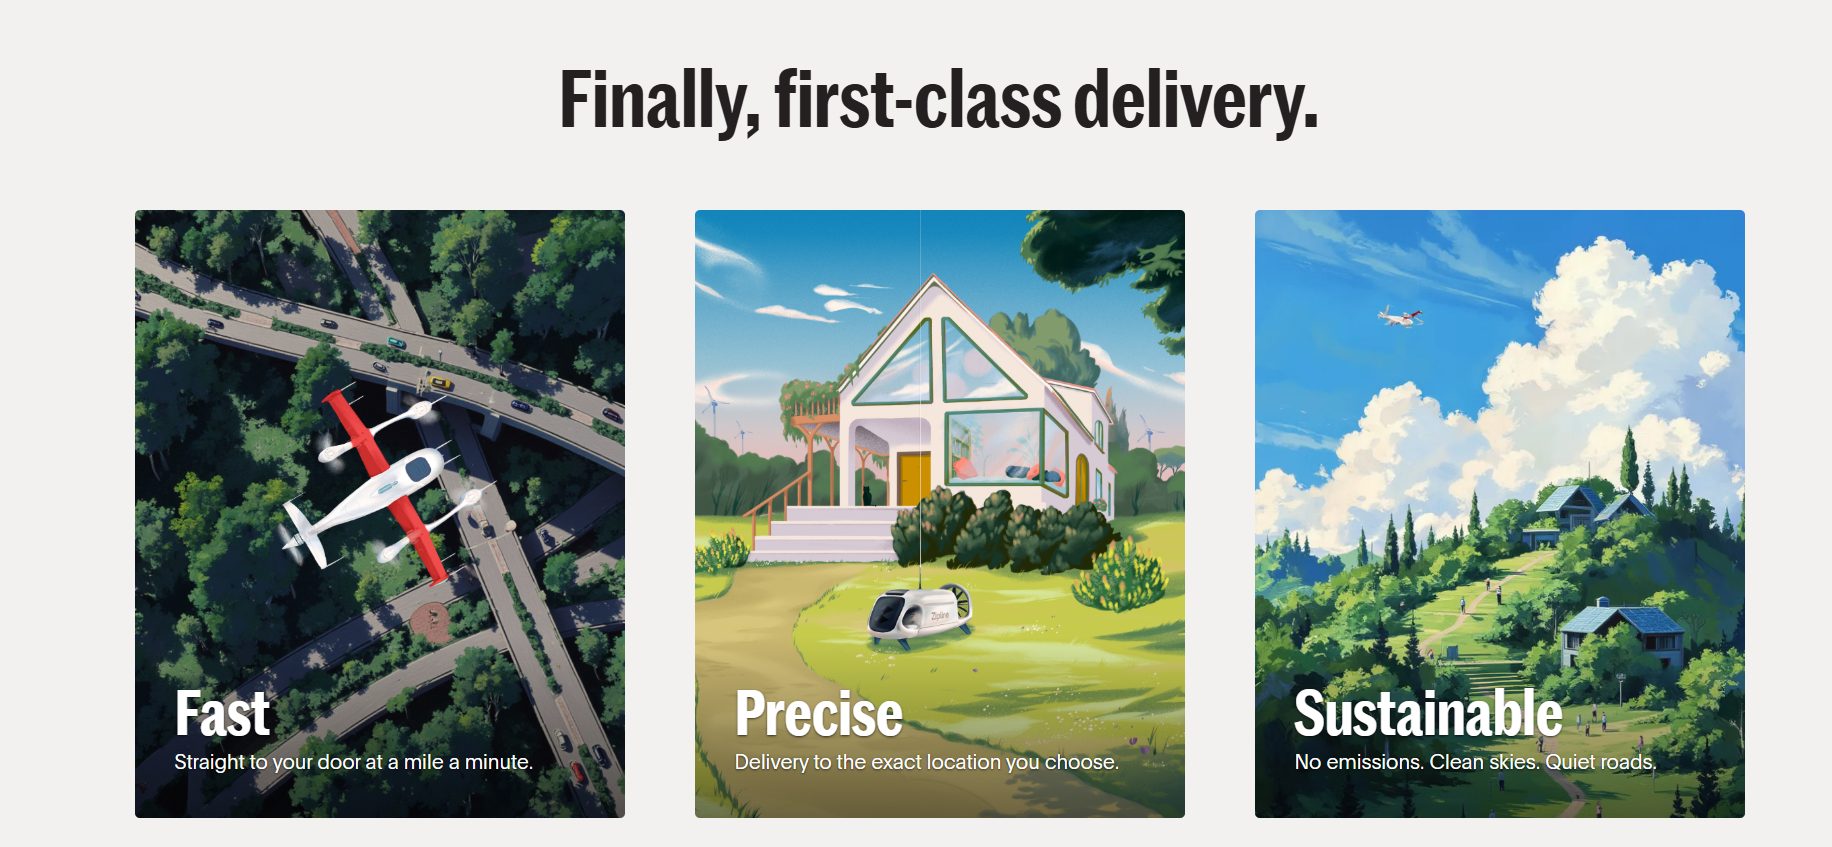 Finally, first-class delivery.
Fast
Straight to your door at a mile a minute.
Zipline
Precise
Delivery to the exact location you choose.
Sustainable
No emissions. Clean skies. Quiet roads.